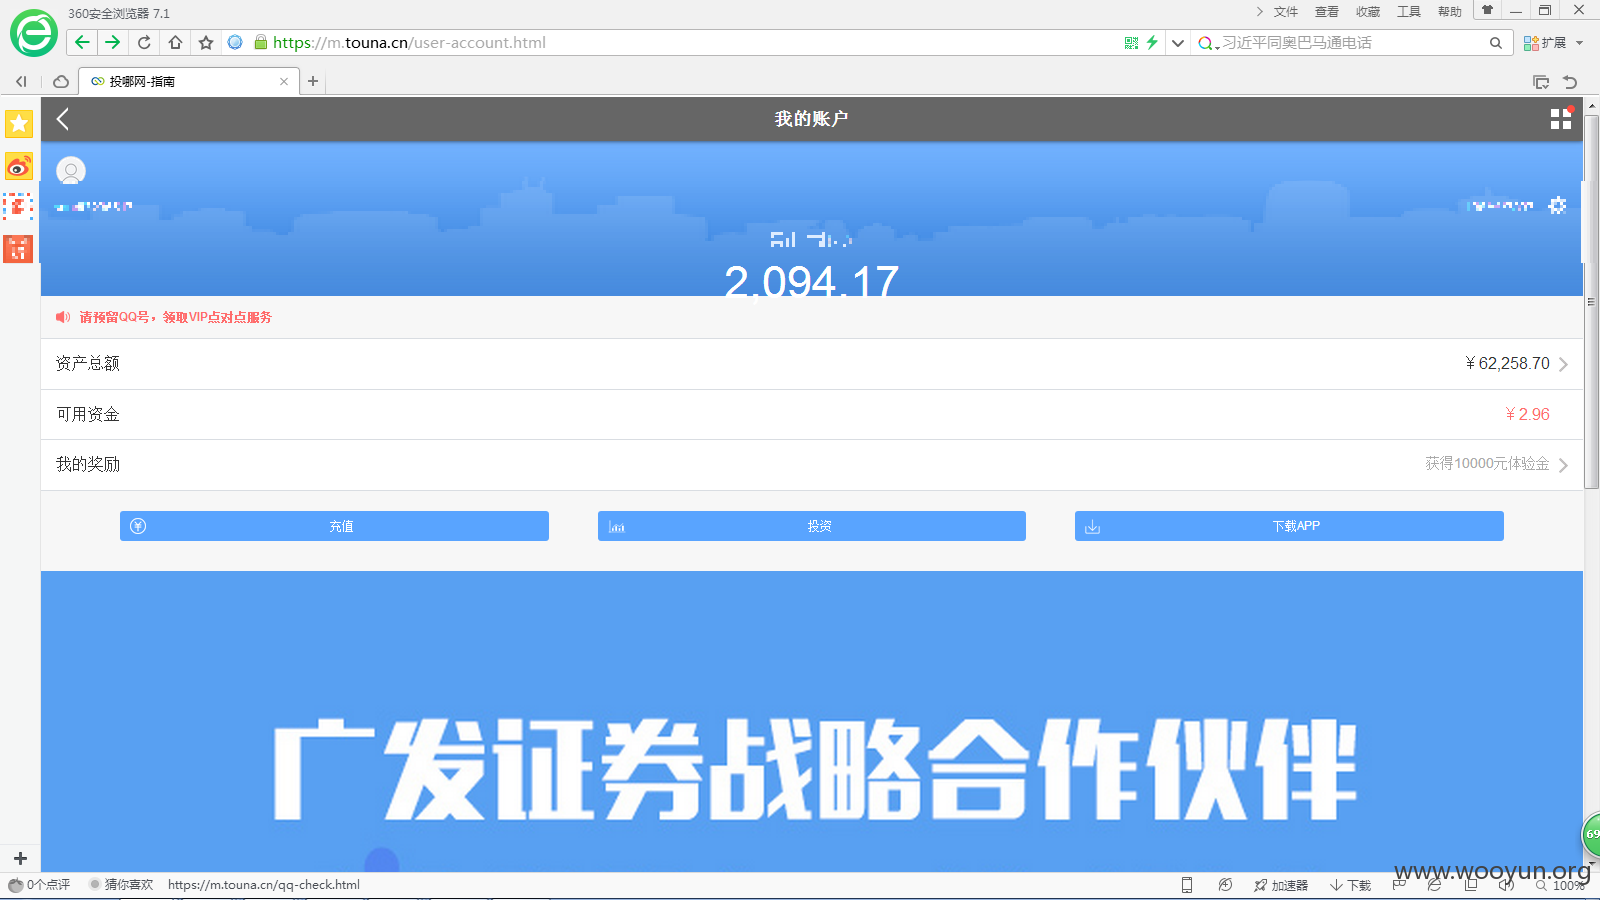 360安全浏览器 7.1
文件 查看 收藏 工具 帮助
https://m.touna.cn/user-account.html
习近平同奥巴马通电话
扩展
投哪网-指南
我的账户
2,094.17
请预留QQ号，领取VIP点对点服务
资产总额
¥ 62,258.70
可用资金
¥ 2.96
我的奖励
获得10000元体验金
充值
投资
下载APP
广发证券战略合作伙伴
69
www.wooyun.org
0个点评
猜你喜欢
https://m.touna.cn/qq-check.html
加速器
下载
100%